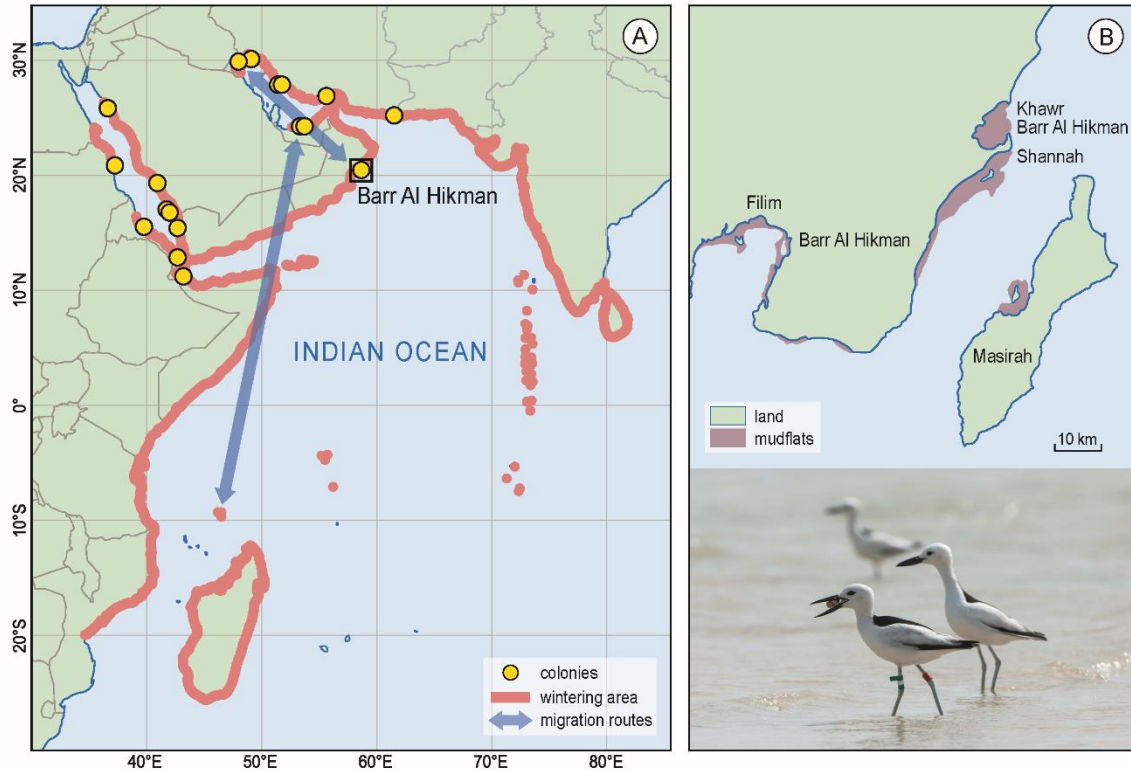 A
30°N
20°N
10°N
0°
10°S
20°S
40°E
50°E
60°E
70°E
80°E
Barr Al Hikman
INDIAN OCEAN
colonies
wintering area
migration routes
B
Khawr
Barr Al Hikman
Shannah
Filim
Barr Al Hikman
Masirah
land
mudflats
10 km